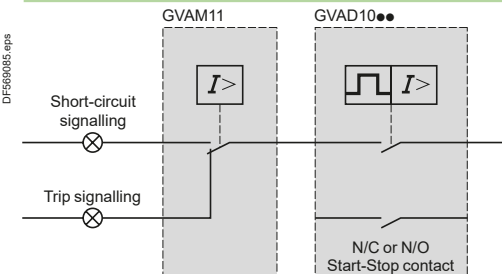 GVAM11
GVAD10●●
DF569085.eps
I>
I>
Short-circuit
signalling
Trip signalling
N/C or N/O
Start-Stop contact